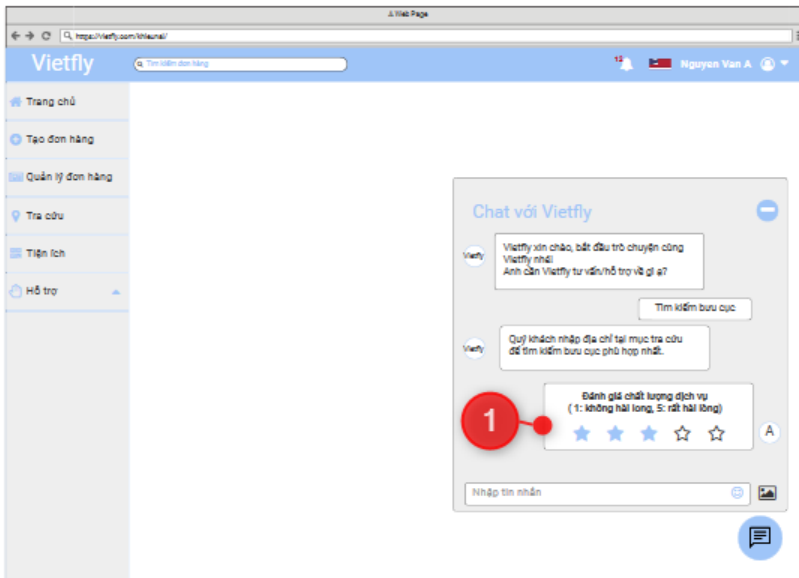 A Web Page
https://vietfly.com/khieunai/
Vietfly
Tìm kiếm đơn hàng
12
Nguyen Van A
Trang chủ
Tạo đơn hàng
Quản lý đơn hàng
Tra cứu
Tiện ích
Hỗ trợ
Chat với Vietfly
Vietfly
Vietfly xin chào, bắt đầu trò chuyện cùng
Vietfly nhé!
Anh cần Vietfly tư vấn/hỗ trợ về gì ạ?
Tìm kiếm bưu cục
Vietfly
Quý khách nhập địa chỉ tại mục tra cứu
để tìm kiếm bưu cục phù hợp nhất.
1
Đánh giá chất lượng dịch vụ
( 1: không hài long, 5: rất hài lòng)
A
Nhập tin nhắn